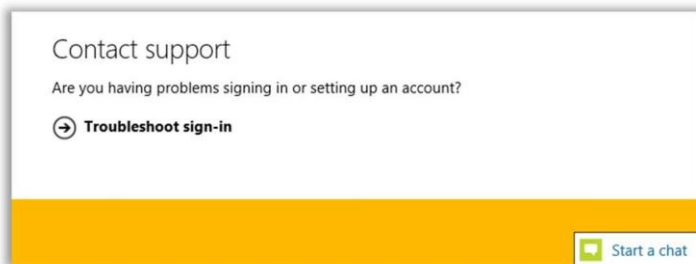 Contact support
Are you having problems signing in or setting up an account?
Troubleshoot sign-in
Start a chat